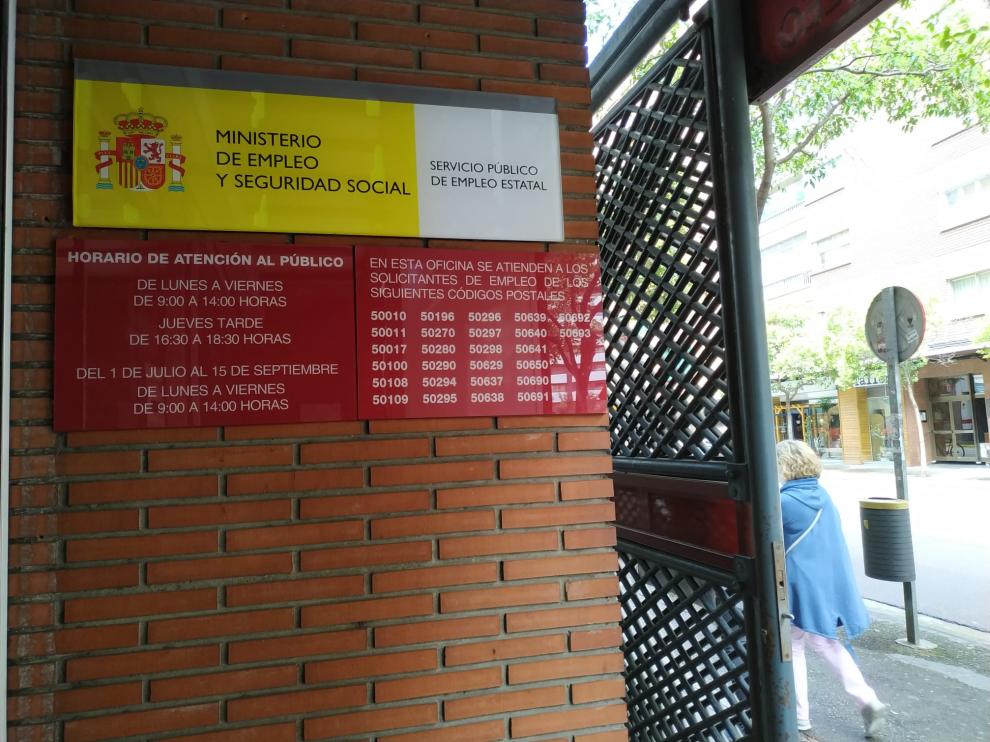 MINISTERIO
DE EMPLEO
Y SEGURIDAD SOCIAL
SERVICIO PÚBLICO
DE EMPLEO ESTATAL
HORARIO DE ATENCIÓN AL PÚBLICO
DE LUNES A VIERNES
DE 9:00 A 14:00 HORAS
JUEVES TARDE
DE 16:30 A 18:30 HORAS
DEL 1 DE JULIO AL 15 DE SEPTIEMBRE
DE LUNES A VIERNES
DE 9:00 A 14:00 HORAS
EN ESTA OFICINA SE ATIENDEN A LOS
SOLICITANTES DE EMPLEO DE LOS
SIGUIENTES CÓDIGOS POSTALES
50010 50196 50296 50639 50692
50011 50270 50297 50640 50693
50017 50280 50298 50641
50100 50290 50629 50650
50108 50294 50637 50690
50109 50295 50638 50691